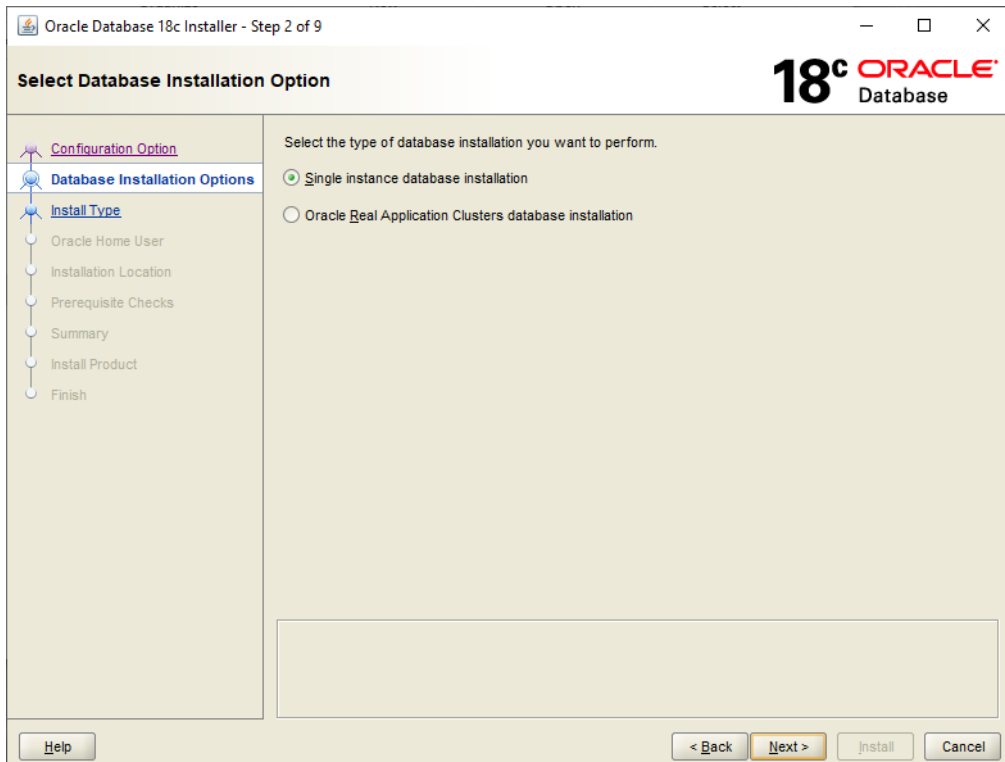 Oracle Database 18c Installer - Step 2 of 9
Select Database Installation Option
18c ORACLE
Database
Configuration Option
Database Installation Options
Install Type
Oracle Home User
Installation Location
Prerequisite Checks
Summary
Install Product
Finish
Select the type of database installation you want to perform.
Single instance database installation
Oracle Real Application Clusters database installation
Help
< Back
Next >
Install
Cancel